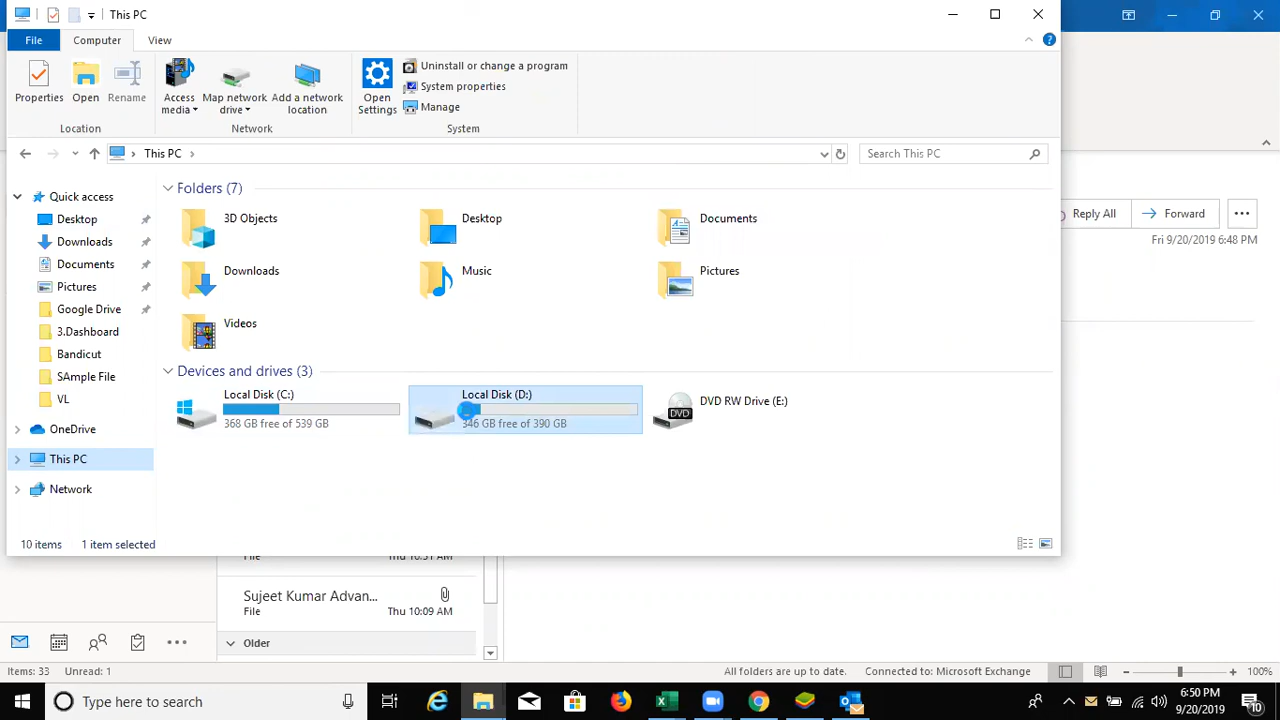 This PC
File Computer View
Properties Open Rename Access media Map network drive Add a network location Open Settings Uninstall or change a program
System properties
Manage
Location Network System
This PC Search This PC
Quick access
Desktop
Downloads
Documents
Pictures
Google Drive
3.Dashboard
Bandicut
SAmple File
VL
OneDrive
This PC
Network
Folders (7)
3D Objects Desktop Documents
Downloads Music Pictures
Videos
Devices and drives (3)
Local Disk (C:) Local Disk (D:) DVD RW Drive (E:)
368 GB free of 539 GB 346 GB free of 390 GB
DVD
10 items 1 item selected
Reply All Forward
Fri 9/20/2019 6:48 PM
File Thu 10:51 AM
Sujeet Kumar Advan...
File Thu 10:09 AM
Older
Items: 33 Unread: 1 All folders are up to date. Connected to: Microsoft Exchange 100%
Type here to search
6:50 PM
9/20/2019
10